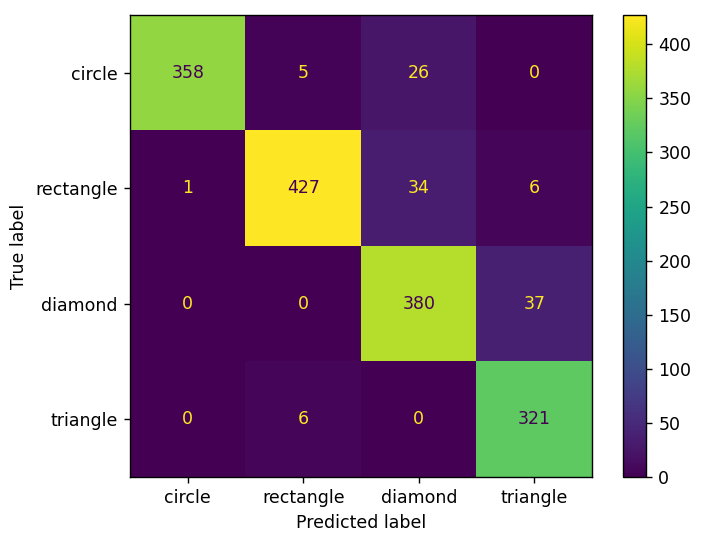 circle 358 5 26 0
rectangle 1 427 34 6
diamond 0 0 380 37
triangle 0 6 0 321
circle rectangle diamond triangle
Predicted label
True label
400
350
300
250
200
150
100
50
0